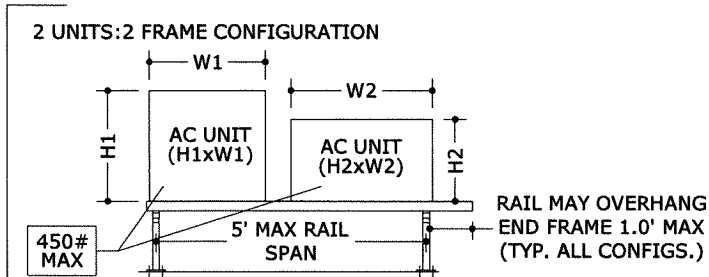 2 UNITS:2 FRAME CONFIGURATION
W1
W2
H1
AC UNIT
(H1xW1)
AC UNIT
(H2xW2)
H2
450#
MAX
5' MAX RAIL
SPAN
RAIL MAY OVERHANG
END FRAME 1.0' MAX
(TYP. ALL CONFIGS.)